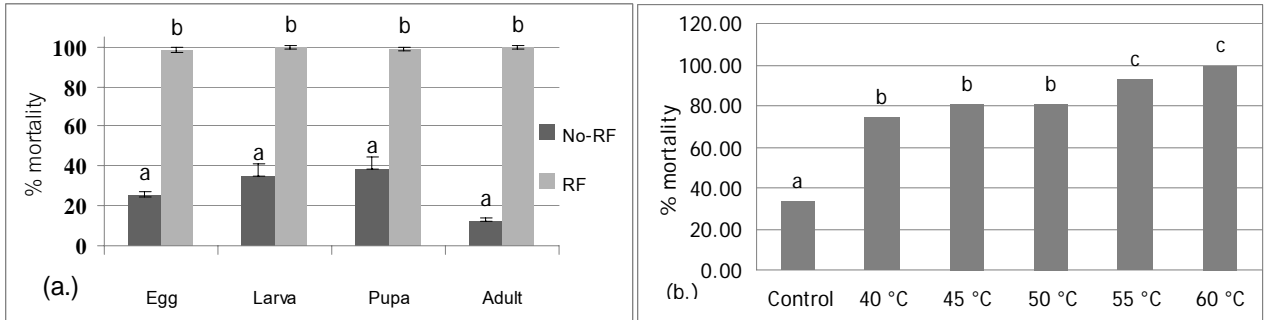 b b b b
100
80
60
40
20
0
% mortality
a a a a
No-RF
RF
(a.)
Egg Larva Pupa Adult
120.00
100.00
80.00
60.00
40.00
20.00
0.00
% mortality
a b b b c c
(b.)
Control 40 °C 45 °C 50 °C 55 °C 60 °C